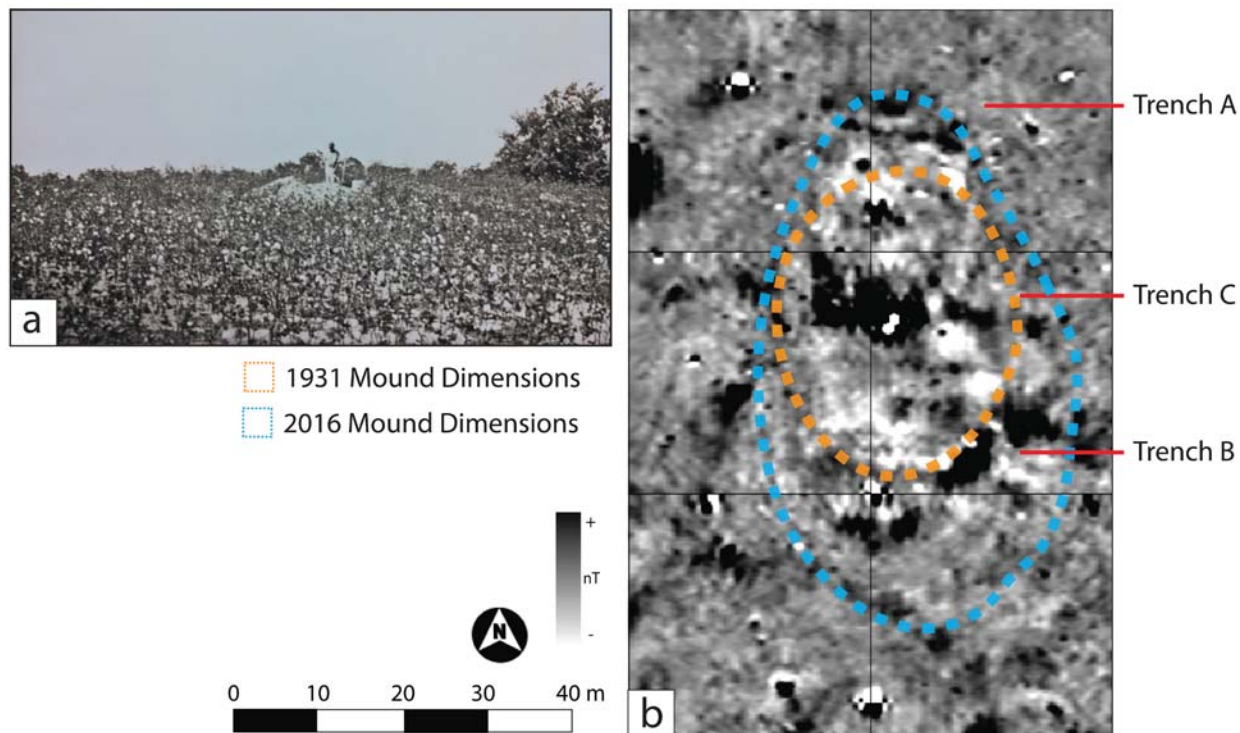 a
1931 Mound Dimensions
2016 Mound Dimensions
+
nT
-
N
0 10 20 30 40 m
Trench A
Trench C
Trench B
b